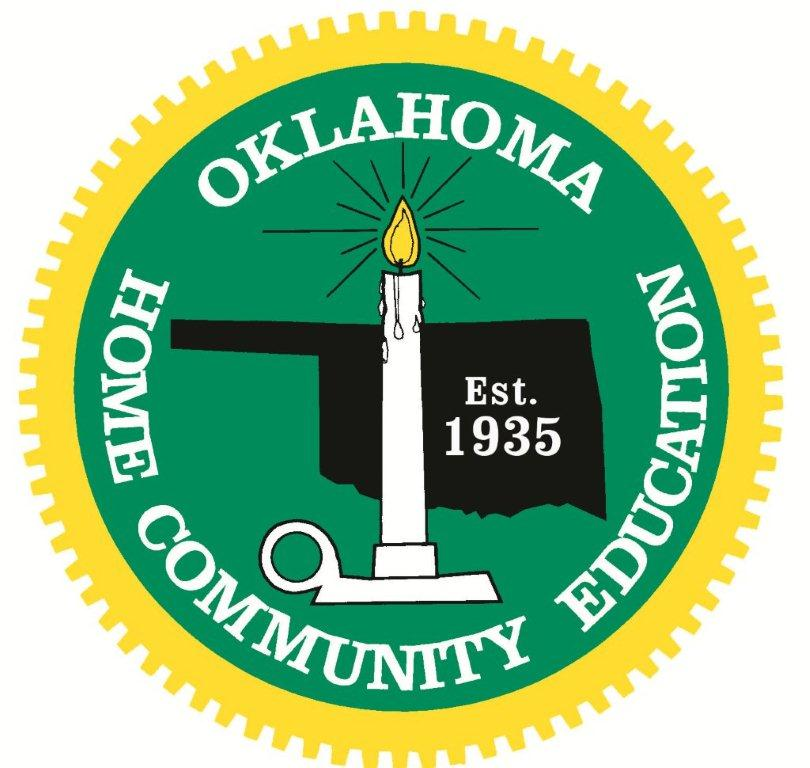 OKLAHOMA
HOME COMMUNITY EDUCATION
Est.
1935